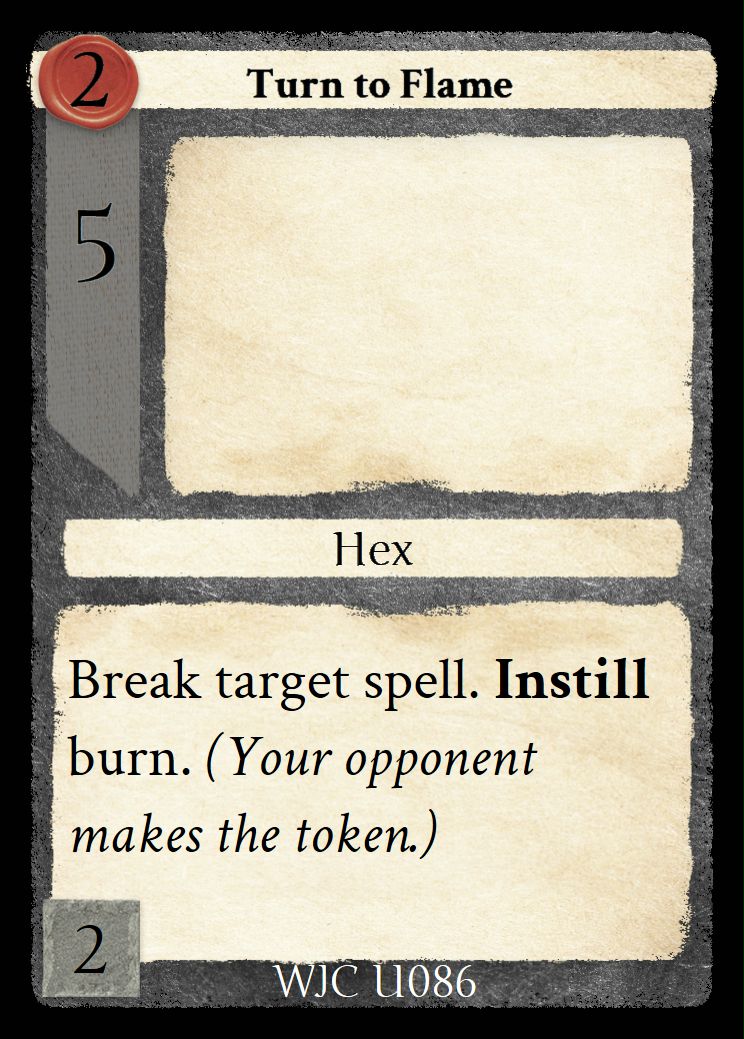 2
Turn to Flame
5
Hex
Break target spell. Instill
burn. (Your opponent
makes the token.)
2
WJC U086